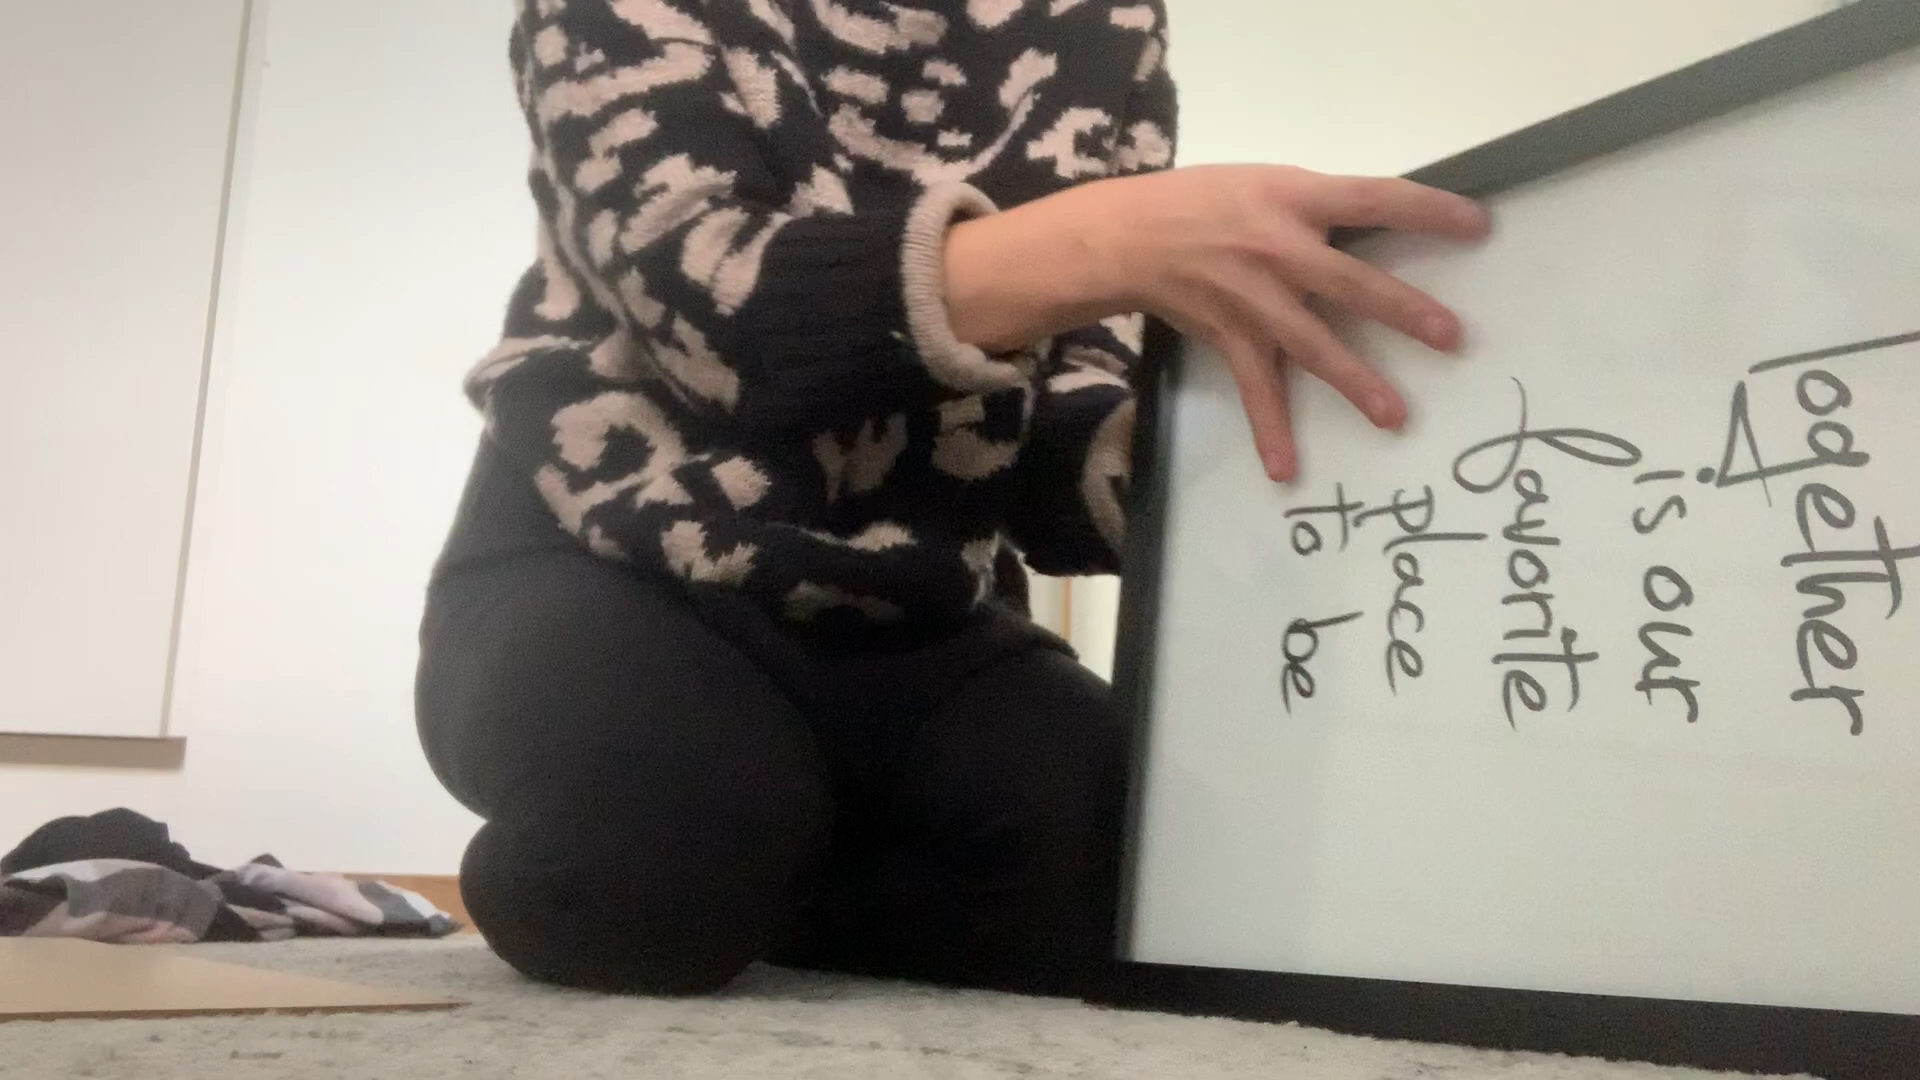 Together
is our
favorite
place
to be